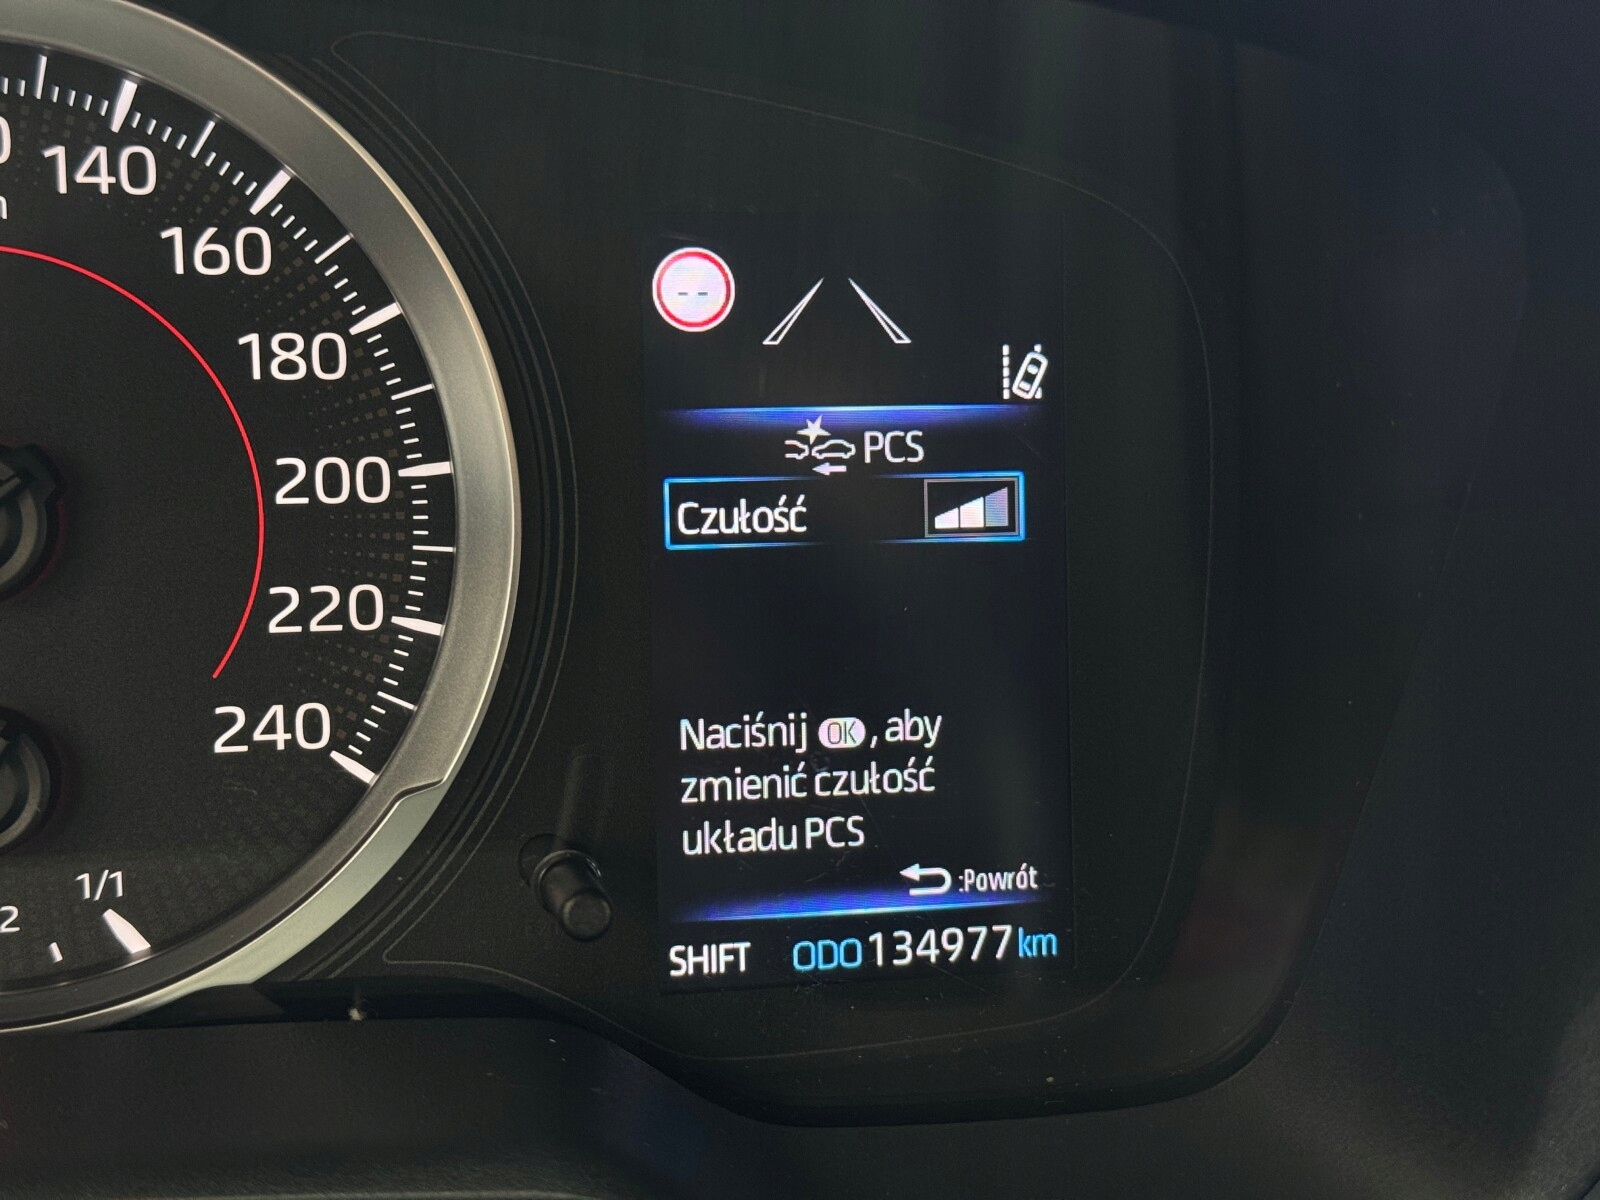 140
160
180
200
220
240
1/1
2
-- 
PCS
Czułość
Naciśnij OK, aby
zmienić czułość
układu PCS
:Powrót
SHIFT ODO 134977 km